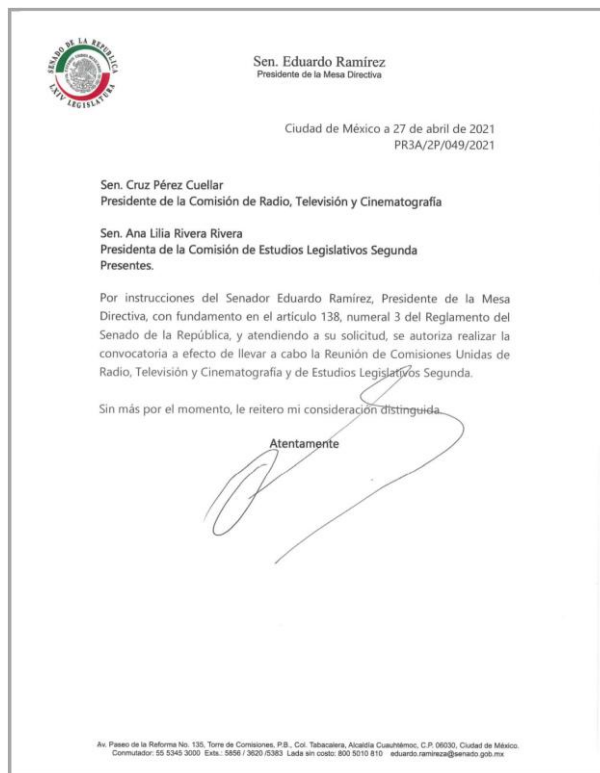 SENADO DE LA REPÚBLICA
LXIV LEGISLATURA
Sen. Eduardo Ramírez
Presidente de la Mesa Directiva
Ciudad de México a 27 de abril de 2021
PR3A/2P/049/2021
Sen. Cruz Pérez Cuellar
Presidente de la Comisión de Radio, Televisión y Cinematografía
Sen. Ana Lilia Rivera Rivera
Presidenta de la Comisión de Estudios Legislativos Segunda
Presentes.
Por instrucciones del Senador Eduardo Ramírez, Presidente de la Mesa
Directiva, con fundamento en el artículo 138, numeral 3 del Reglamento del
Senado de la República, y atendiendo a su solicitud, se autoriza realizar la
convocatoria a efecto de llevar a cabo la Reunión de Comisiones Unidas de
Radio, Televisión y Cinematografía y de Estudios Legislativos Segunda.
Sin más por el momento, le reitero mi consideración distinguida.
Atentamente
Av. Paseo de la Reforma No. 135, Torre de Comisiones, P.B., Col. Tabacalera, Alcaldía Cuauhtémoc, C.P. 06030, Ciudad de México.
Conmutador: 55 5345 3000 Exts.: 5856 / 3620 /5383 Lada sin costo: 800 5010 810 eduardo.ramireza@senado.gob.mx